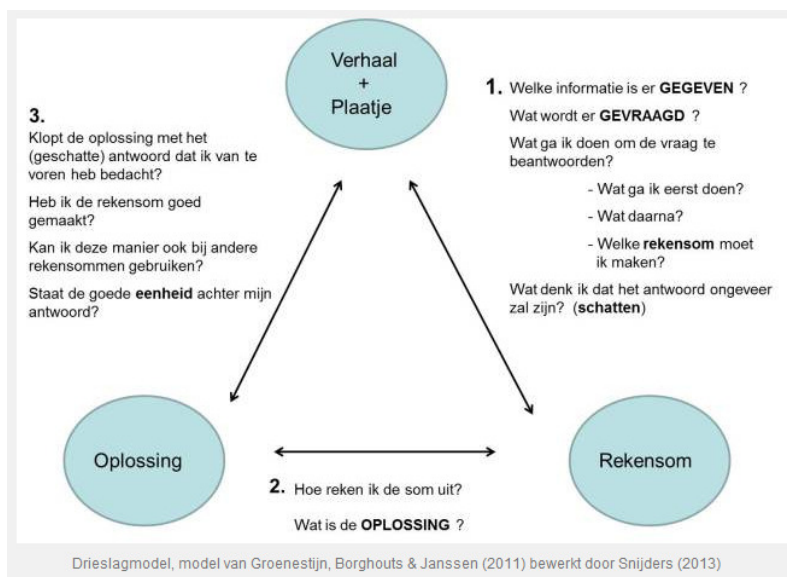 Verhaal
+
Plaatje
1. Welke informatie is er GEGEVEN ?
Wat wordt er GEVRAAGD ?
Wat ga ik doen om de vraag te
beantwoorden?
- Wat ga ik eerst doen?
- Wat daarna?
- Welke rekensom moet
ik maken?
Wat denk ik dat het antwoord ongeveer
zal zijn? (schatten)
Rekensom
2. Hoe reken ik de som uit?
Wat is de OPLOSSING ?
Oplossing
3.
Klopt de oplossing met het
(geschatte) antwoord dat ik van te
voren heb bedacht?
Heb ik de rekensom goed
gemaakt?
Kan ik deze manier ook bij andere
rekensommen gebruiken?
Staat de goede eenheid achter mijn
antwoord?
Drieslagmodel, model van Groenestijn, Borghouts & Janssen (2011) bewerkt door Snijders (2013)